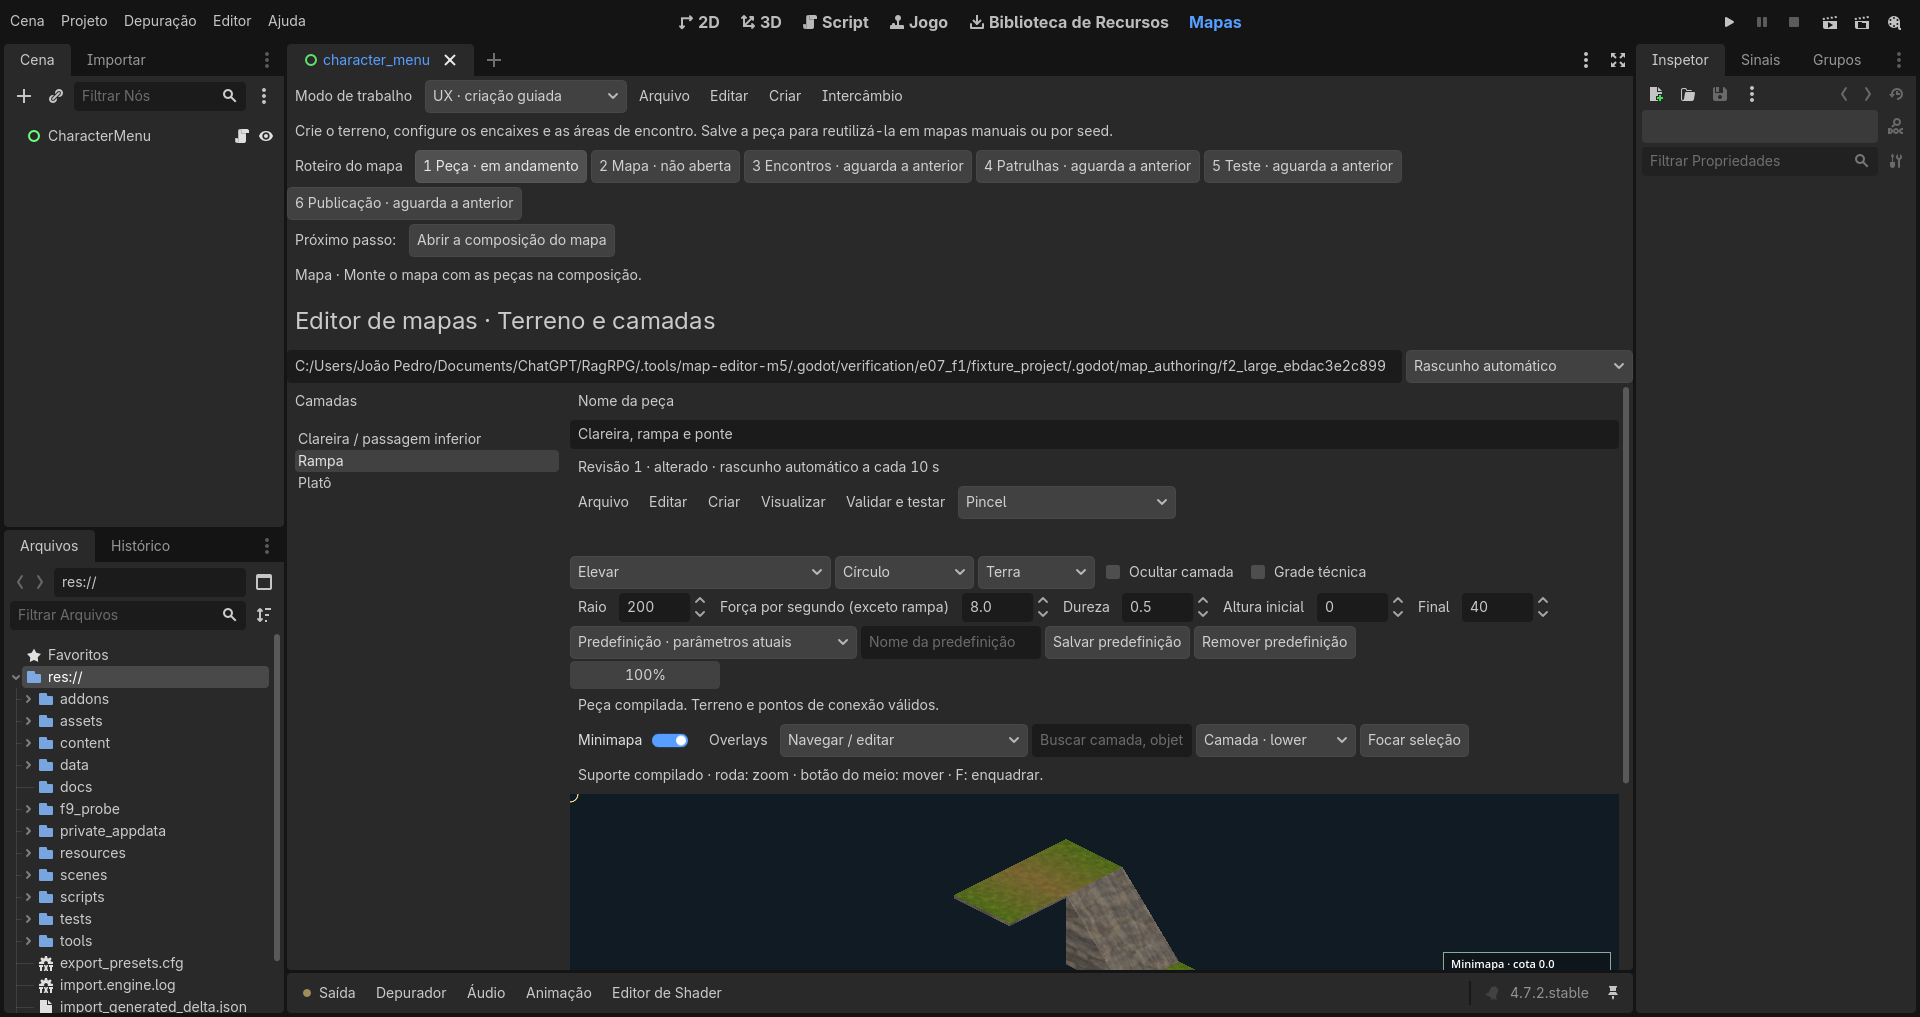 Cena Projeto Depuração Editor Ajuda
2D 3D Script Jogo Biblioteca de Recursos Mapas
Cena Importar
Filtrar Nós
CharacterMenu
Arquivos Histórico
res://
Filtrar Arquivos
Favoritos
res://
addons
assets
content
data
docs
f9_probe
private_appdata
resources
scenes
scripts
tests
tools
export_presets.cfg
import.engine.log
import_generated_delta.json
character_menu
Modo de trabalho UX · criação guiada Arquivo Editar Criar Intercâmbio
Crie o terreno, configure os encaixes e as áreas de encontro. Salve a peça para reutilizá-la em mapas manuais ou por seed.
Roteiro do mapa 1 Peça · em andamento 2 Mapa · não aberta 3 Encontros · aguarda a anterior 4 Patrulhas · aguarda a anterior 5 Teste · aguarda a anterior
6 Publicação · aguarda a anterior
Próximo passo: Abrir a composição do mapa
Mapa · Monte o mapa com as peças na composição.
Editor de mapas · Terreno e camadas
C:/Users/João Pedro/Documents/ChatGPT/RagRPG/.tools/map-editor-m5/.godot/verification/e07_f1/fixture_project/.godot/map_authoring/f2_large_ebdac3e2c899 Rascunho automático
Camadas
Clareira / passagem inferior
Rampa
Platô
Nome da peça
Clareira, rampa e ponte
Revisão 1 · alterado · rascunho automático a cada 10 s
Arquivo Editar Criar Visualizar Validar e testar Pincel
Elevar Círculo Terra Ocultar camada Grade técnica
Raio 200 Força por segundo (exceto rampa) 8.0 Dureza 0.5 Altura inicial 0 Final 40
Predefinição · parâmetros atuais Nome da predefinição Salvar predefinição Remover predefinição
100%
Peça compilada. Terreno e pontos de conexão válidos.
Minimapa Overlays Navegar / editar Buscar camada, objet Camada · lower Focar seleção
Suporte compilado · roda: zoom · botão do meio: mover · F: enquadrar.
Minimapa · cota 0.0
Saída Depurador Áudio Animação Editor de Shader 4.7.2.stable
Inspetor Sinais Grupos
DOC
Filtrar Propriedades